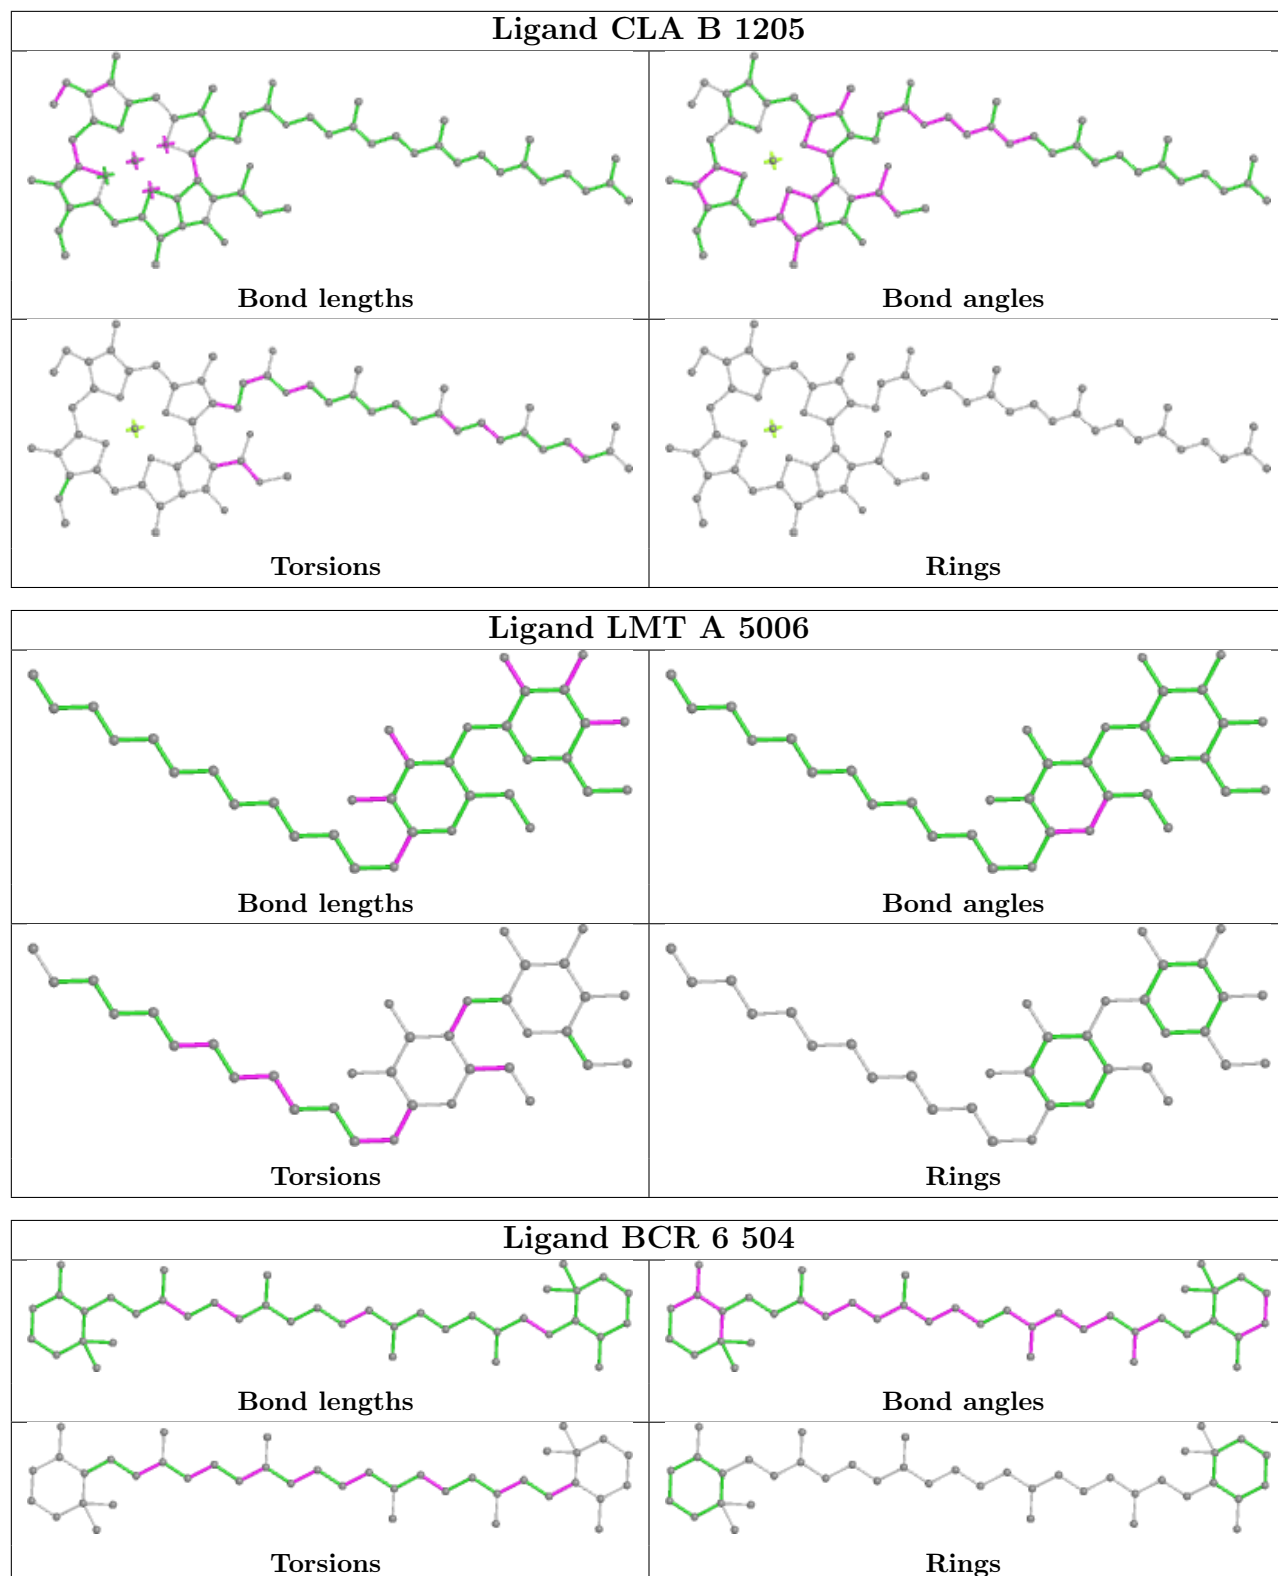 Ligand CLA B 1205
Bond lengths
Bond angles
Torsions
Rings
Ligand LMT A 5006
Bond lengths
Bond angles
Torsions
Rings
Ligand BCR 6 504
Bond lengths
Bond angles
Torsions
Rings